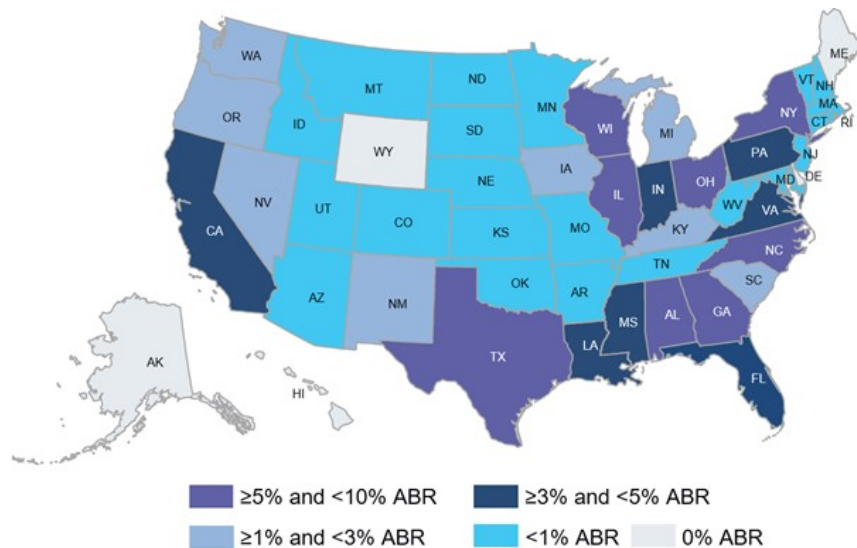 WA
OR
ID
MT
ND
MN
SD
WY
NV
UT
CO
NE
KS
IA
MO
WI
MI
IL
IN
OH
PA
NY
VT
NH
ME
MA
CT
RI
NJ
DE
MD
WV
VA
KY
TN
NC
SC
CA
AZ
NM
OK
AR
TX
LA
MS
AL
GA
FL
AK
HI
≥5% and <10% ABR
≥3% and <5% ABR
≥1% and <3% ABR
<1% ABR
0% ABR